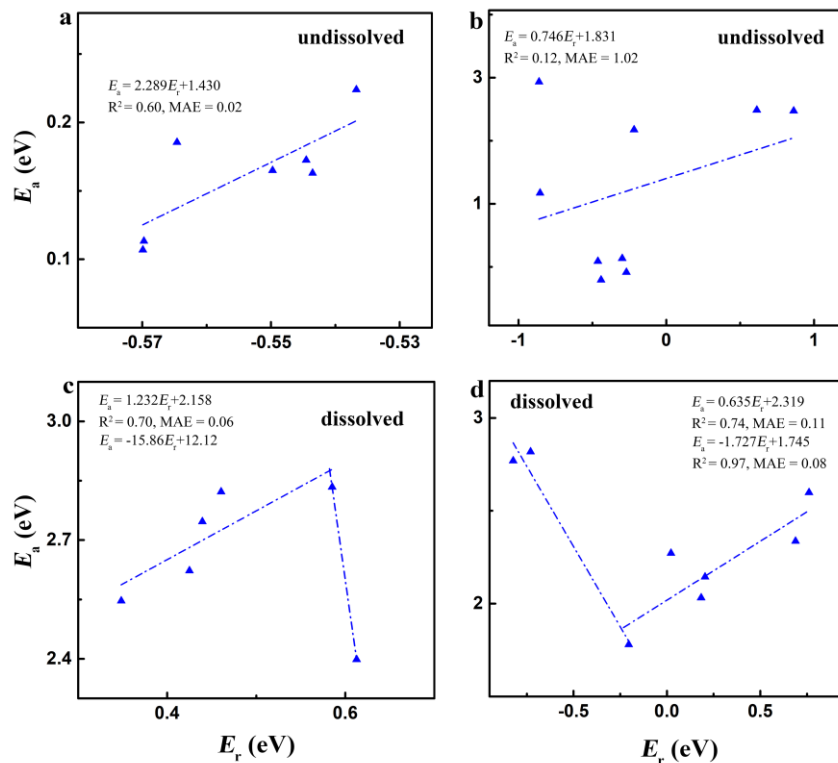 a
undissolved
Eₐ = 2.289Eᵣ+1.430
R² = 0.60, MAE = 0.02
0.2
0.1
-0.57
-0.55
-0.53
Eₐ (eV)
b
Eₐ = 0.746Eᵣ+1.831
undissolved
R² = 0.12, MAE = 1.02
3
1
-1
0
1
c
Eₐ = 1.232Eᵣ+2.158
R² = 0.70, MAE = 0.06
dissolved
Eₐ = -15.86Eᵣ+12.12
3.0
2.7
2.4
0.4
0.6
Eₐ (eV)
Eᵣ (eV)
d
dissolved
Eₐ = 0.635Eᵣ+2.319
R² = 0.74, MAE = 0.11
Eₐ = -1.727Eᵣ+1.745
R² = 0.97, MAE = 0.08
3
2
-0.5
0.0
0.5
Eᵣ (eV)